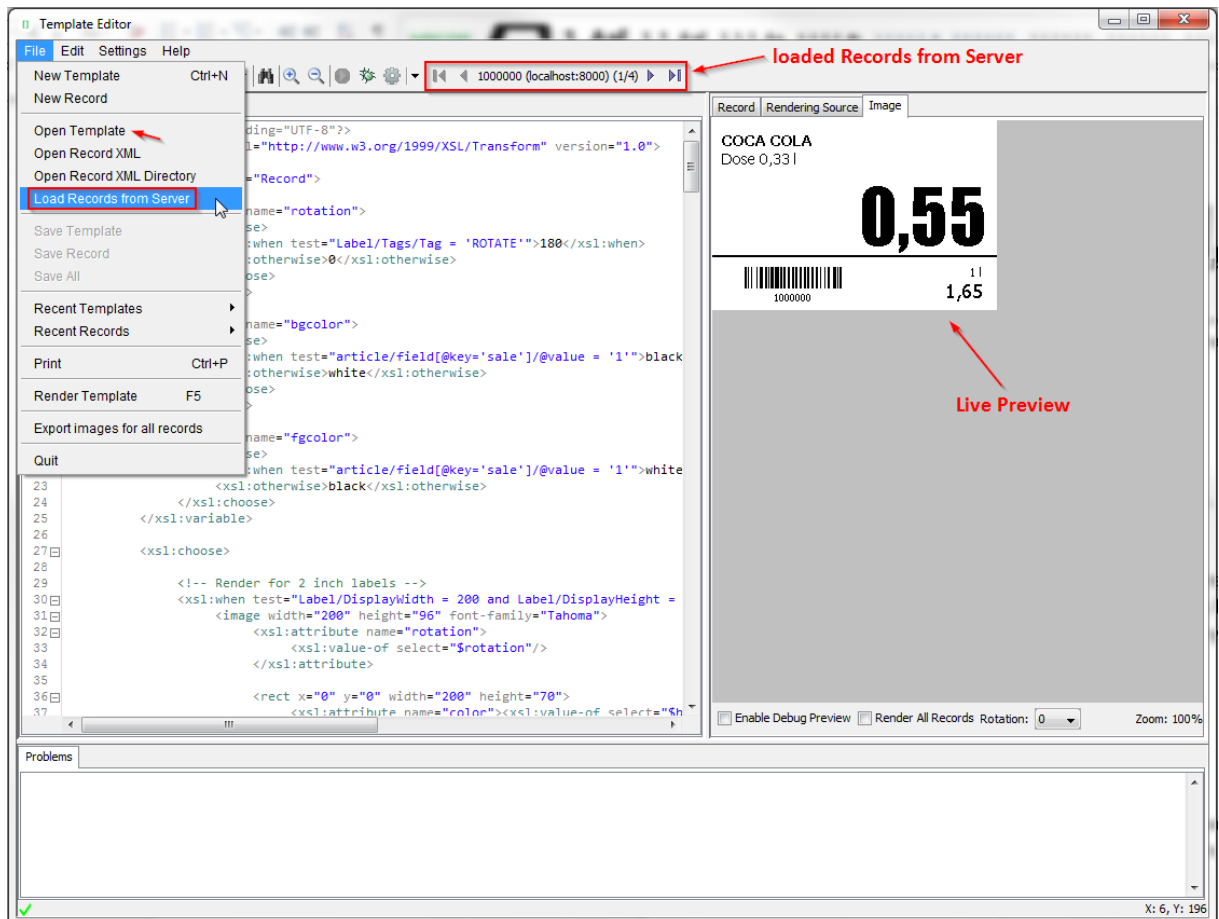 Template Editor
File Edit Settings Help
loaded Records from Server
1000000 (localhost:8000) (1/4)
New Template Ctrl+N
New Record
Open Template
Open Record XML
Open Record XML Directory
Load Records from Server
Save Template
Save Record
Save All
Recent Templates
Recent Records
Print Ctrl+P
Render Template F5
Export images for all records
Quit
ding="UTF-8"?>
l="http://www.w3.org/1999/XSL/Transform" version="1.0">
="Record">
name="rotation">
se>
:when test="Label/Tags/Tag = 'ROTATE'">180</xsl:when>
:otherwise>0</xsl:otherwise>
ose>
>
name="bgcolor">
se>
:when test="article/field[@key='sale']/@value = '1'">black
:otherwise>white</xsl:otherwise>
ose>
>
name="fgcolor">
se>
:when test="article/field[@key='sale']/@value = '1'">white
23 <xsl:otherwise>black</xsl:otherwise>
24 </xsl:choose>
25 </xsl:variable>
26
27 <xsl:choose>
28
29 <!-- Render for 2 inch labels -->
30 <xsl:when test="Label/DisplayWidth = 200 and Label/DisplayHeight =
31 <image width="200" height="96" font-family="Tahoma">
32 <xsl:attribute name="rotation">
33 <xsl:value-of select="$rotation"/>
34 </xsl:attribute>
35
36 <rect x="0" y="0" width="200" height="70">
37 <xsl:attribute name="color"><xsl:value-of select="$b
Record Rendering Source Image
COCA COLA
Dose 0,33 l
0,55
1 l
1000000
1,65
Live Preview
Enable Debug Preview Render All Records Rotation: 0 Zoom: 100%
Problems
X: 6, Y: 196